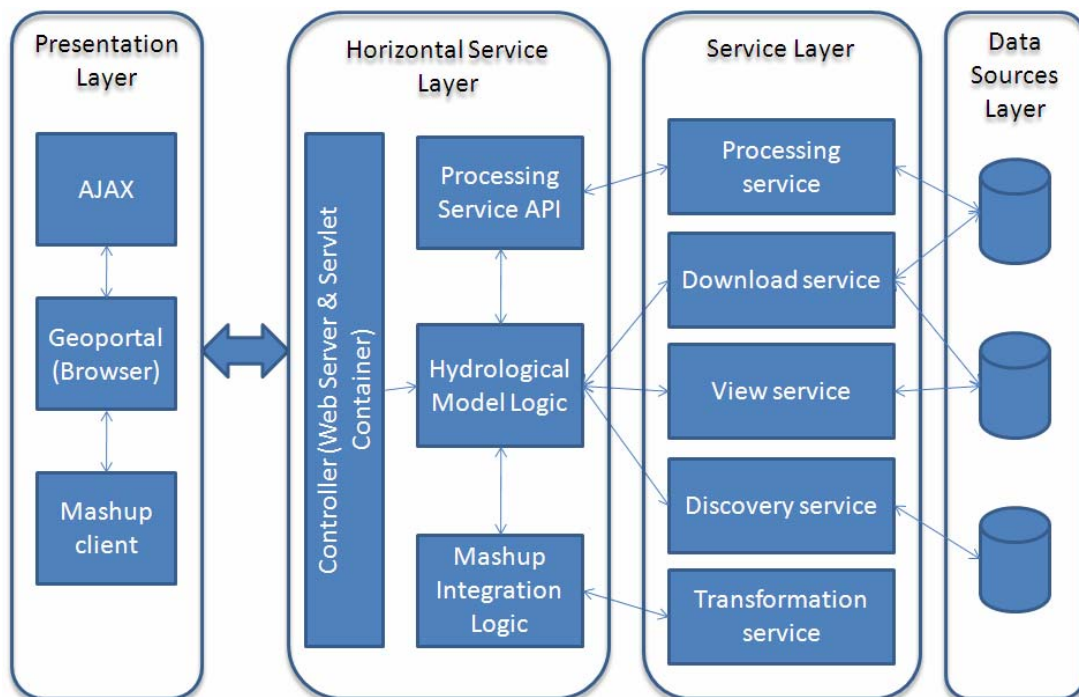 Presentation
Layer
AJAX
Geoportal
(Browser)
Mashup
client
Horizontal Service
Layer
Controller (Web Server & Servlet
Container)
Processing
Service API
Hydrological
Model Logic
Mashup
Integration
Logic
Service Layer
Processing
service
Download service
View service
Discovery service
Transformation
service
Data
Sources
Layer